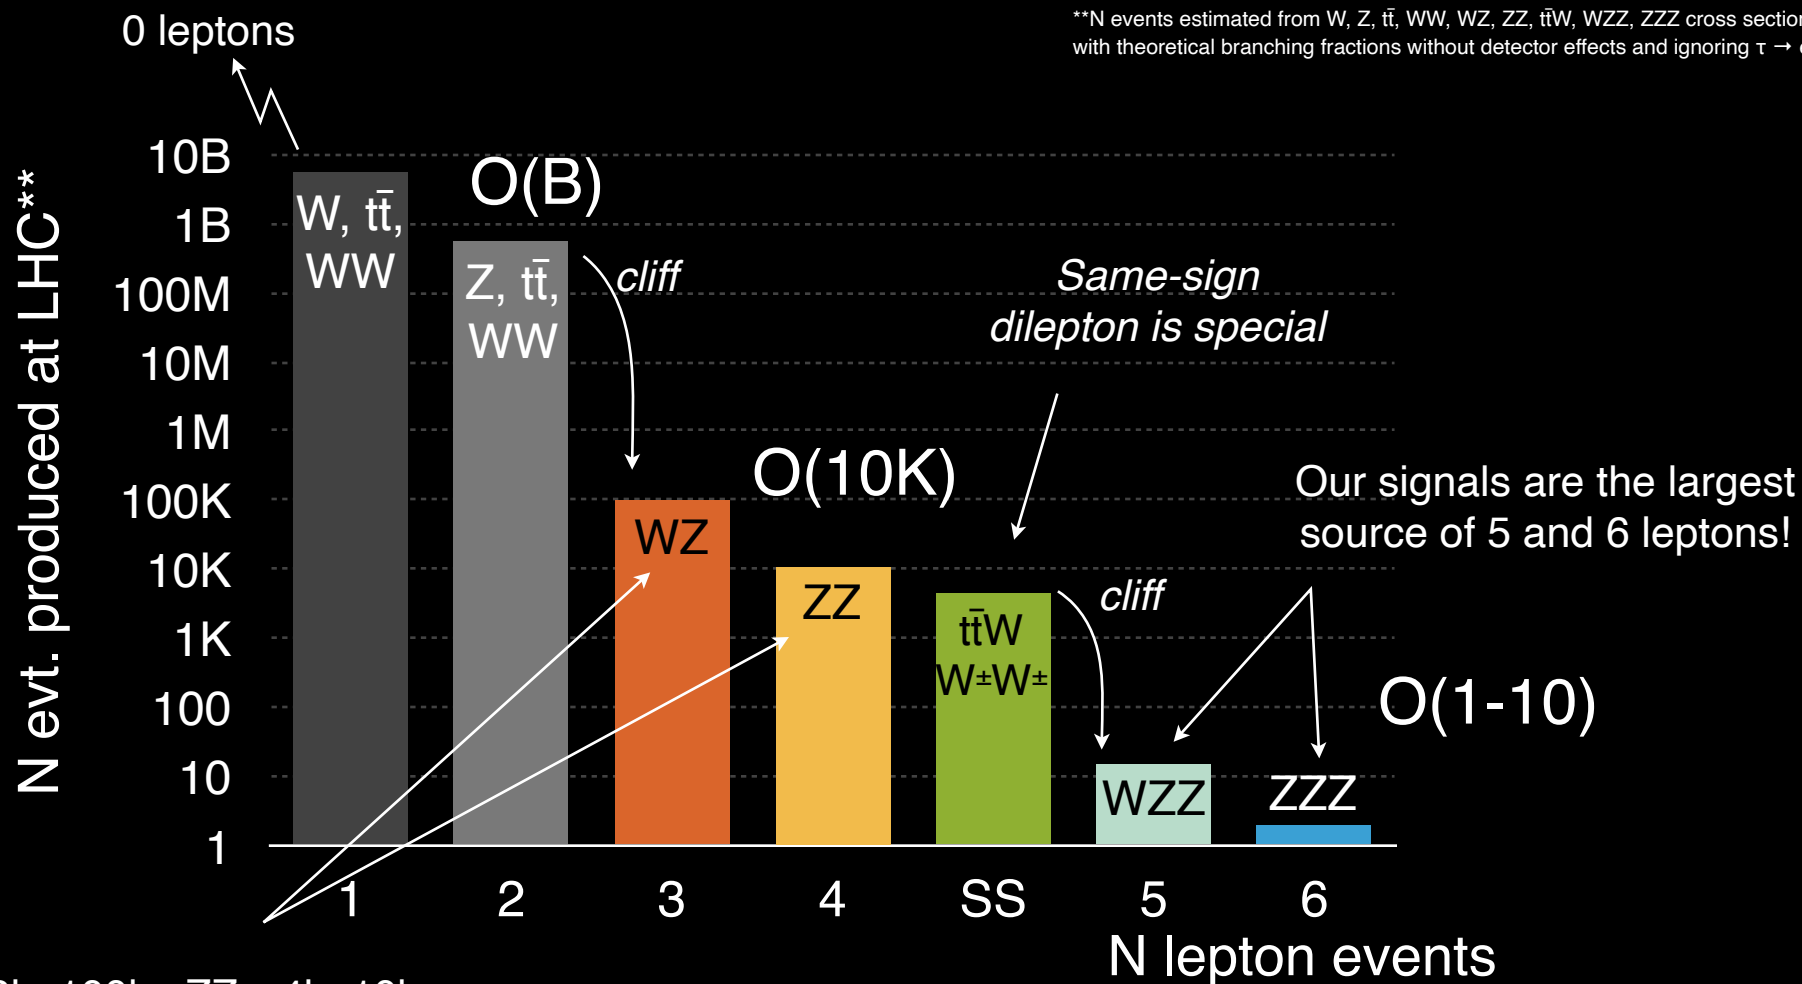 0 leptons
**N events estimated from W, Z, tt̄, WW, WZ, ZZ, tt̄W, WZZ, ZZZ cross section
with theoretical branching fractions without detector effects and ignoring τ →
N evt. produced at LHC**
10B
1B
100M
10M
1M
100K
10K
1K
100
10
1
W, tt̄,
WW
O(B)
Z, tt̄,
WW
cliff
Same-sign
dilepton is special
O(10K)
WZ
ZZ
tt̄W
W±W±
cliff
Our signals are the largest
source of 5 and 6 leptons!
O(1-10)
WZZ
ZZZ
1
2
3
4
SS
5
6
N lepton events